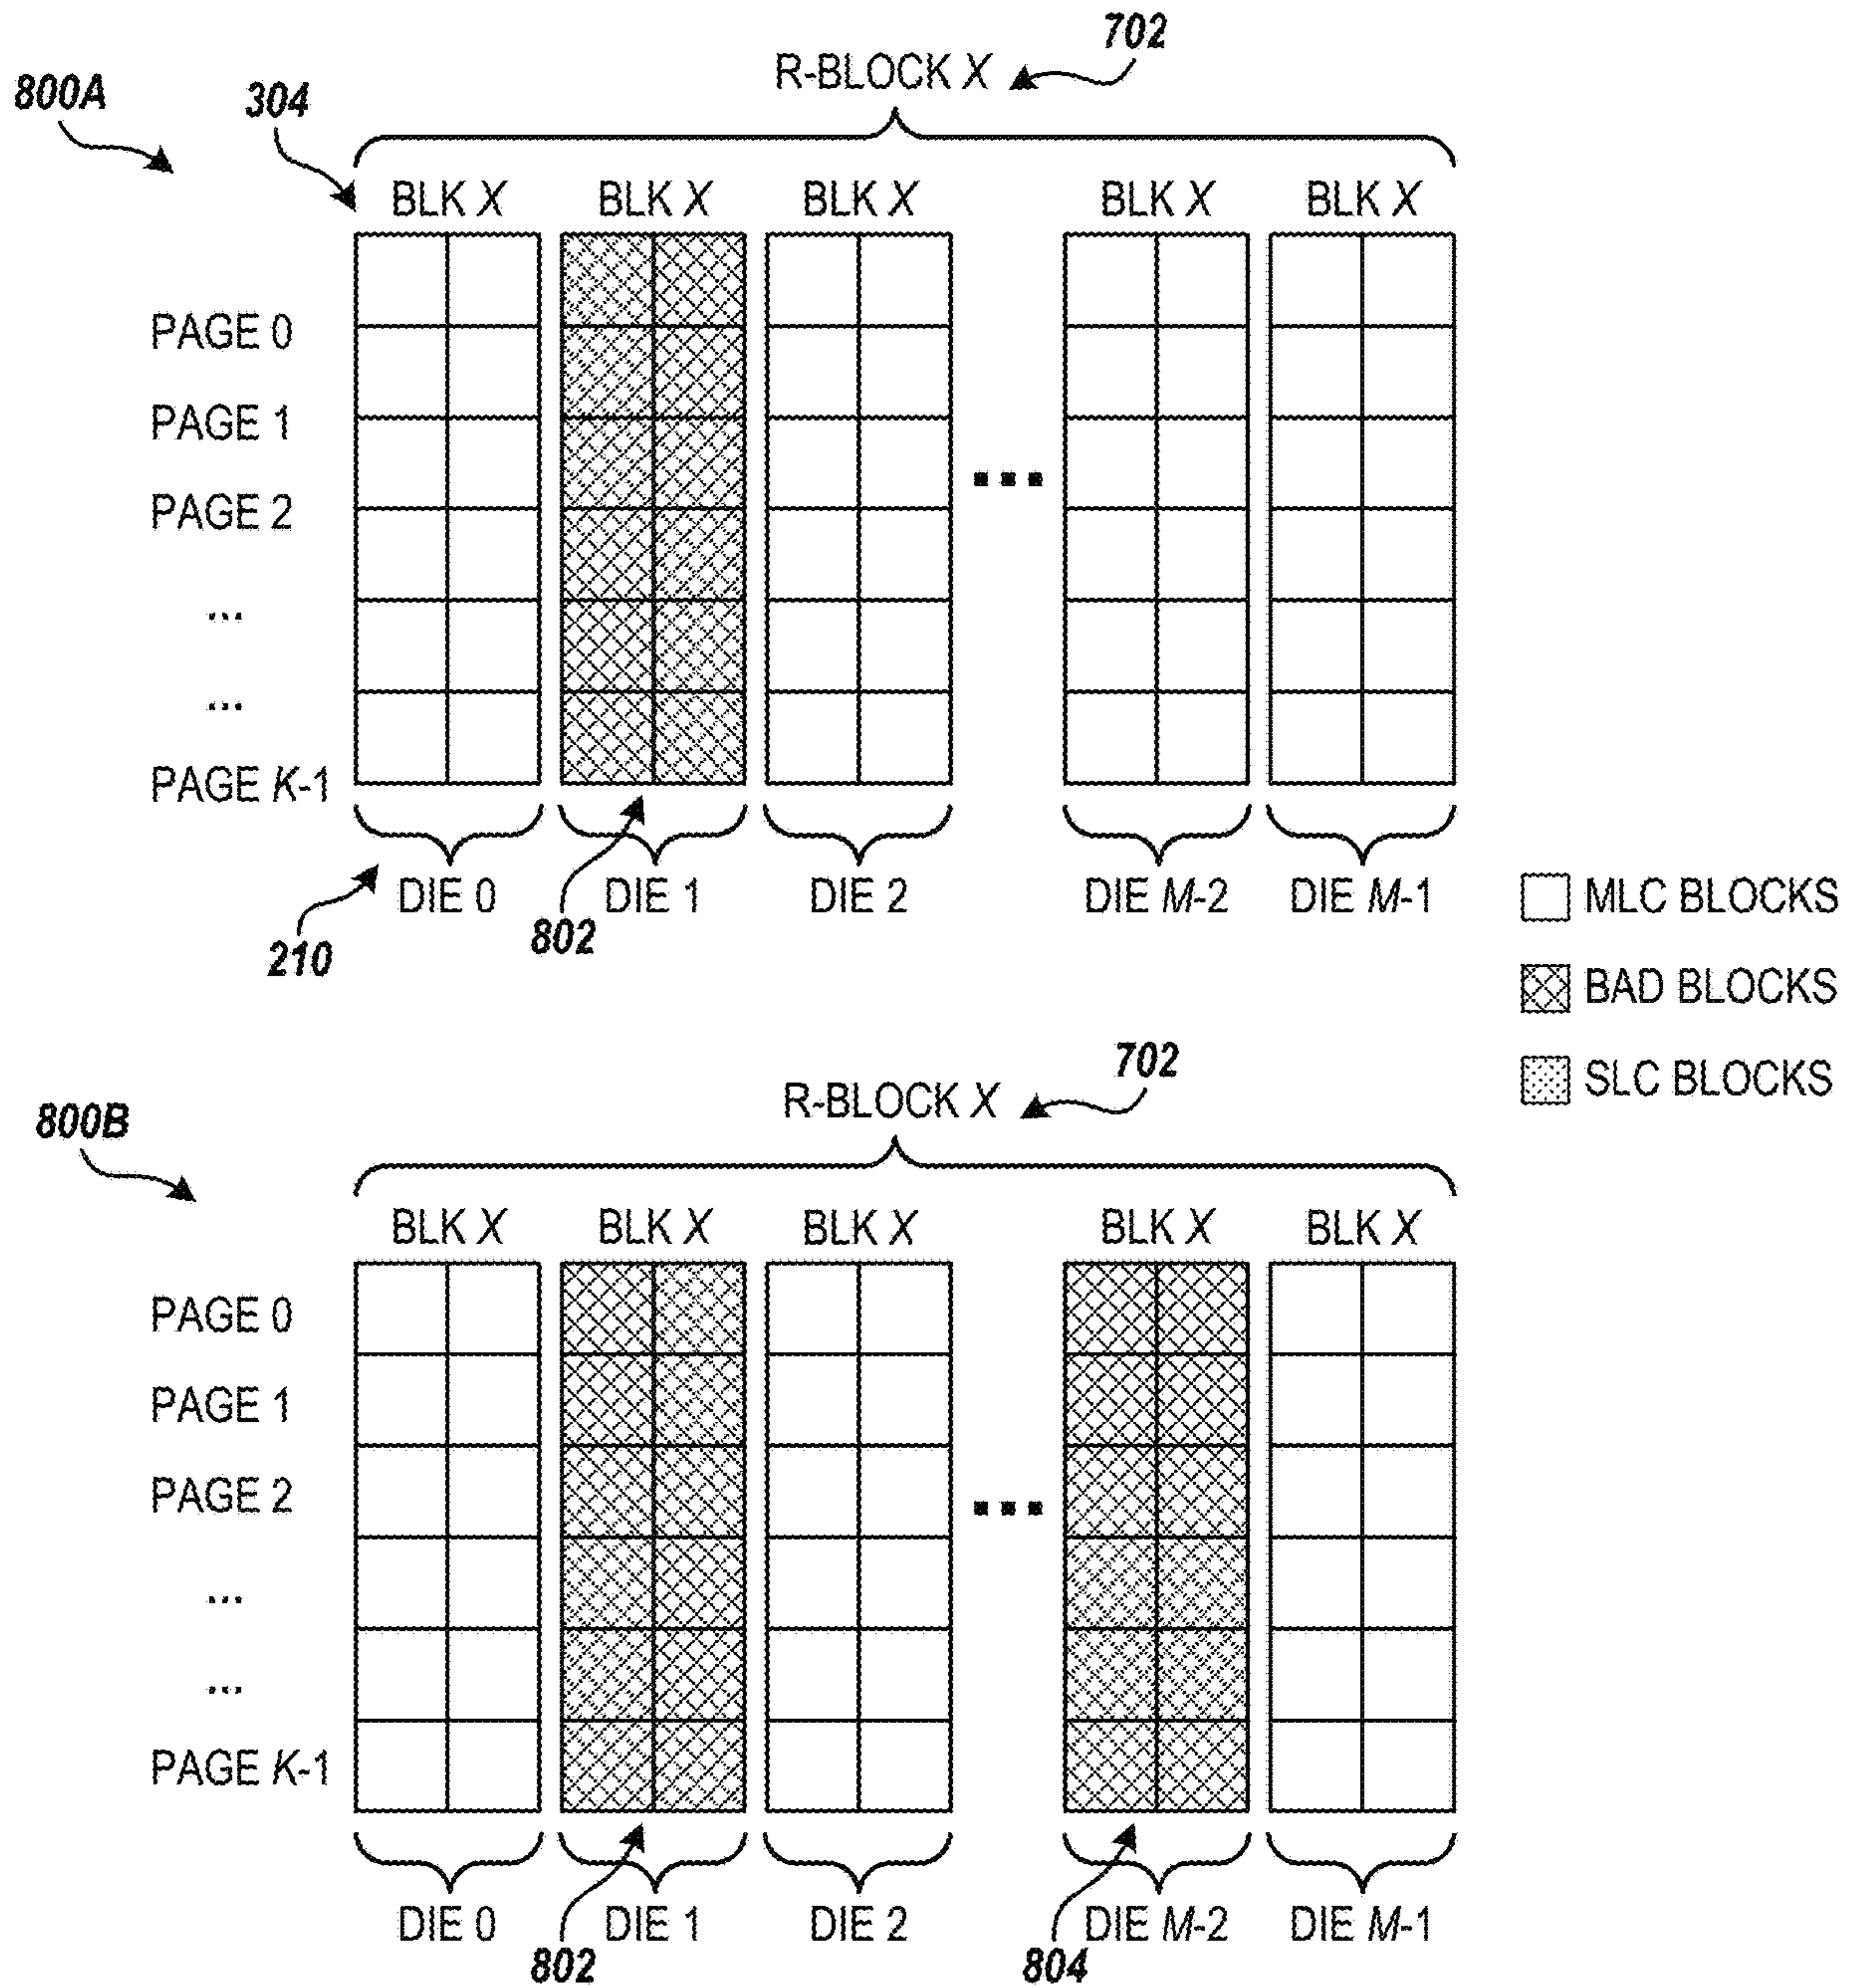 702
R-BLOCK X
800A
304
BLK X BLK X BLK X BLK X BLK X
PAGE 0
PAGE 1
PAGE 2
...
...
...
PAGE K-1
DIE 0 DIE 1 DIE 2 DIE M-2 DIE M-1
210
802
MLC BLOCKS
BAD BLOCKS
SLC BLOCKS
702
R-BLOCK X
800B
BLK X BLK X BLK X BLK X BLK X
PAGE 0
PAGE 1
PAGE 2
...
...
...
PAGE K-1
DIE 0 DIE 1 DIE 2 DIE M-2 DIE M-1
802
804